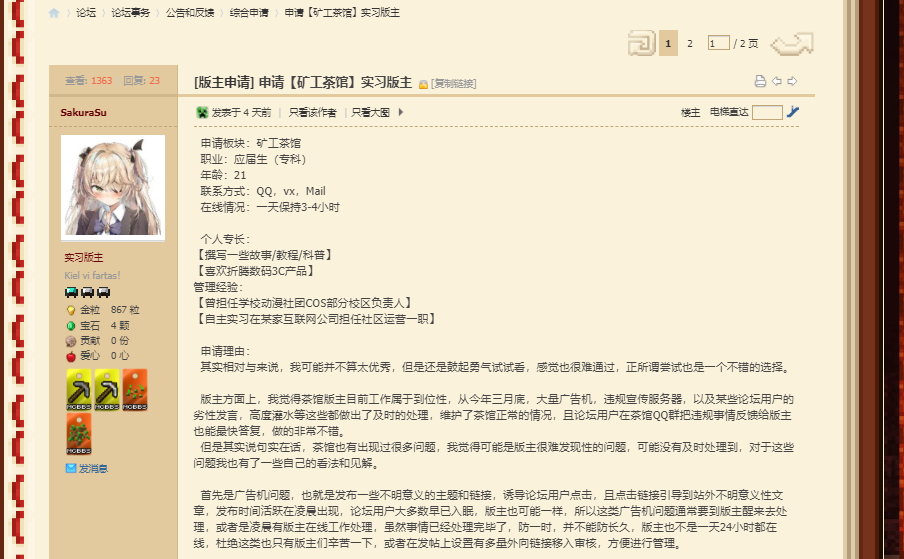 论坛 › 论坛事务 › 公告和反馈 › 综合申请 › 申请【矿工茶馆】实习版主
1 2 1 / 2 页
查看: 1363 回复: 23
[版主申请] 申请【矿工茶馆】实习版主 [复制链接]
SakuraSu
发表于 4 天前 | 只看该作者 | 只看大图
楼主 电梯直达
实习版主
Kiel vi fartas!
金粒 867 粒
宝石 4 颗
贡献 0 份
爱心 0 心
MCBBS MCBBS MCBBS
MCBBS
发消息
申请板块：矿工茶馆
职业：应届生（专科）
年龄：21
联系方式：QQ，vx，Mail
在线情况：一天保持3-4小时
个人专长：
【撰写一些故事/教程/科普】
【喜欢折腾数码3C产品】
管理经验：
【曾担任学校动漫社团COS部分校区负责人】
【自主实习在某家互联网公司担任社区运营一职】
申请理由：
其实相对与来说，我可能并不算太优秀，但是还是鼓起勇气试试看，感觉也很难通过，正所谓尝试也是一个不错的选择。
版主方面上，我觉得茶馆版主目前工作属于到位性，从今年三月底，大量广告机，违规宣传服务器，以及某些论坛用户的
劣性发言，高度灌水等这些都做出了及时的处理，维护了茶馆正常的情况，且论坛用户在茶馆QQ群把违规事情反馈给版主
也能最快答复，做的非常不错。
但是其实说句实在话，茶馆也有出现过很多问题，我觉得可能是版主很难发现性的问题，可能没有及时处理到，对于这些
问题我也有了一些自己的看法和见解。
首先是广告机问题，也就是发布一些不明意义的主题和链接，诱导论坛用户点击，且点击链接引导到站外不明意义性文
章，发布时间活跃在凌晨出现，论坛用户大多数早已入眠，版主也可能一样，所以这类广告机问题通常要到版主醒来去处
理，或者是凌晨有版主在线工作处理，虽然事情已经处理完毕了，防一时，并不能防长久，版主也不是一天24小时都在
线，杜绝这类也只有版主们辛苦一下，或者在发帖上设置有多量外向链接移入审核，方便进行管理。